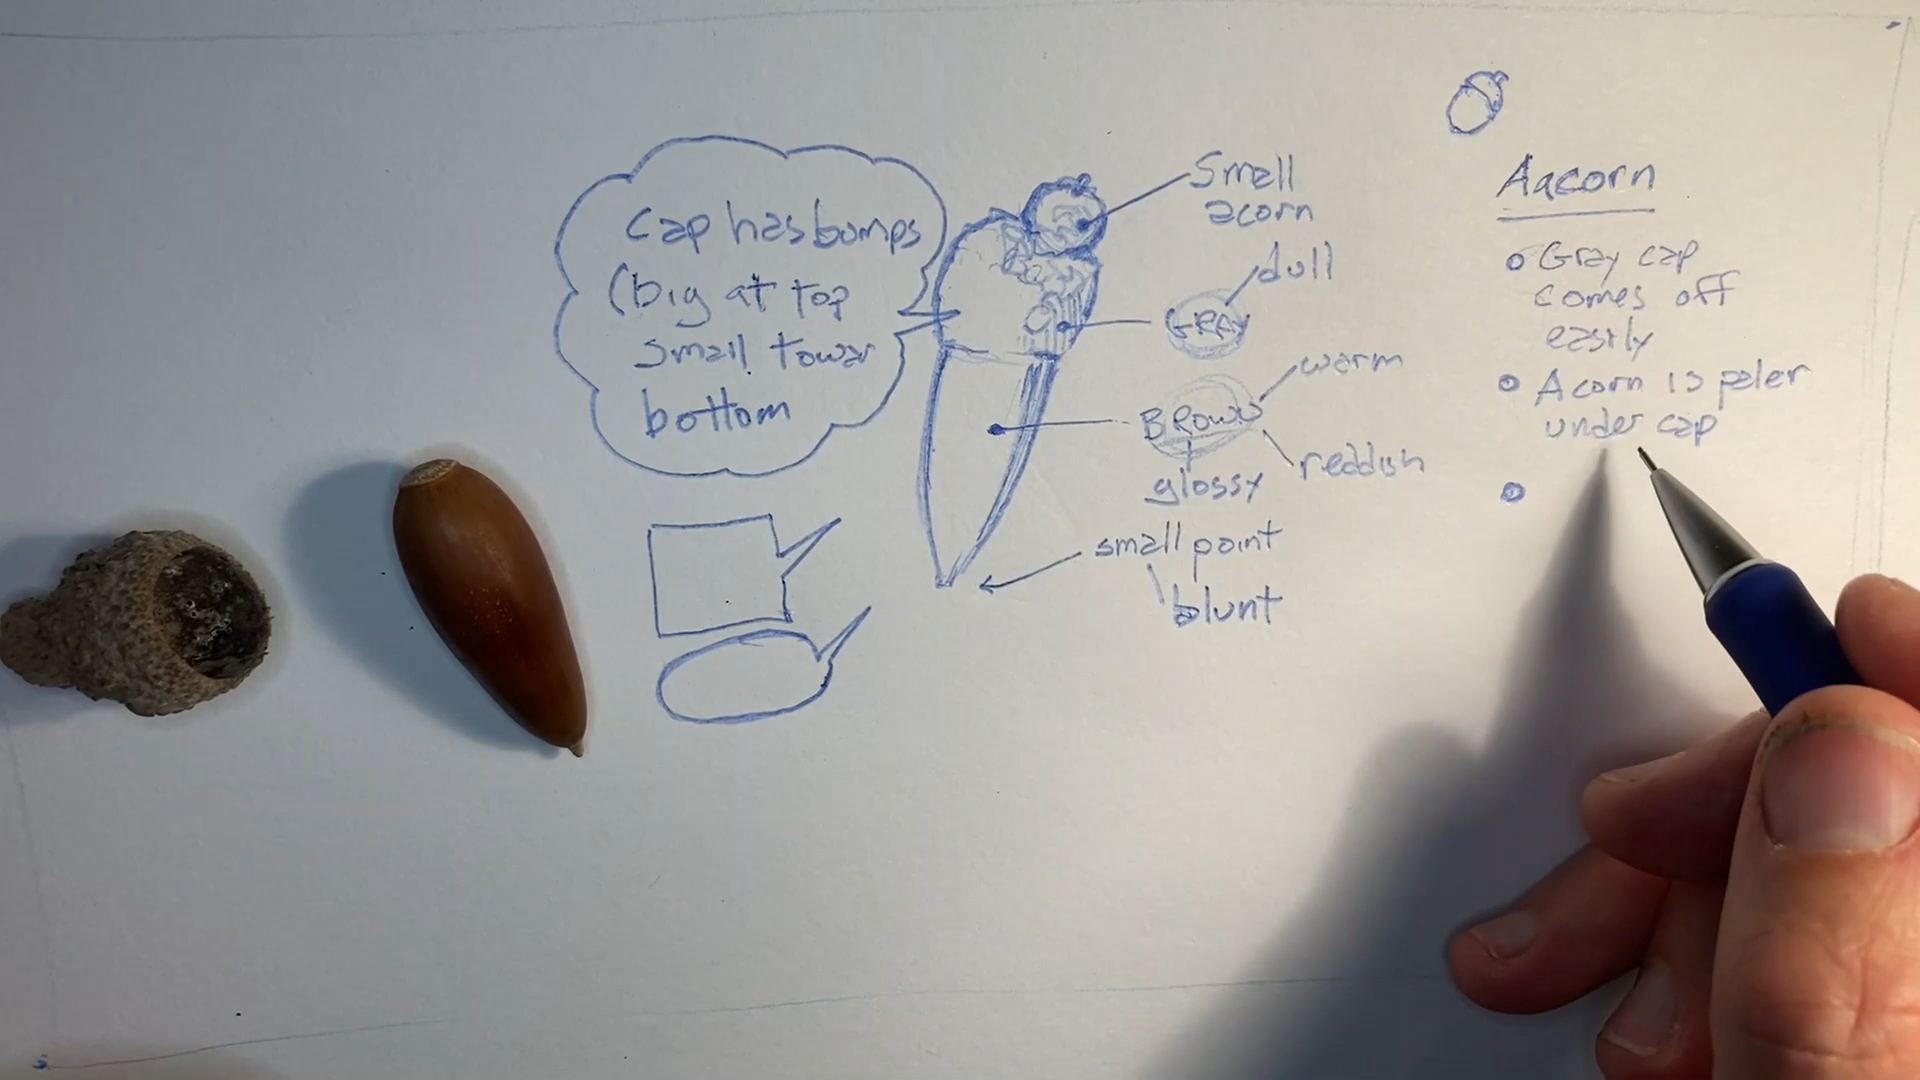 Cap has bumps
(big at top
small towar
bottom
Small
acorn
dull
GRAY
warm
BROWN
reddish
glossy
small point
blunt
Aacorn
Gray cap
comes off
easily
Acorn is paler
under cap